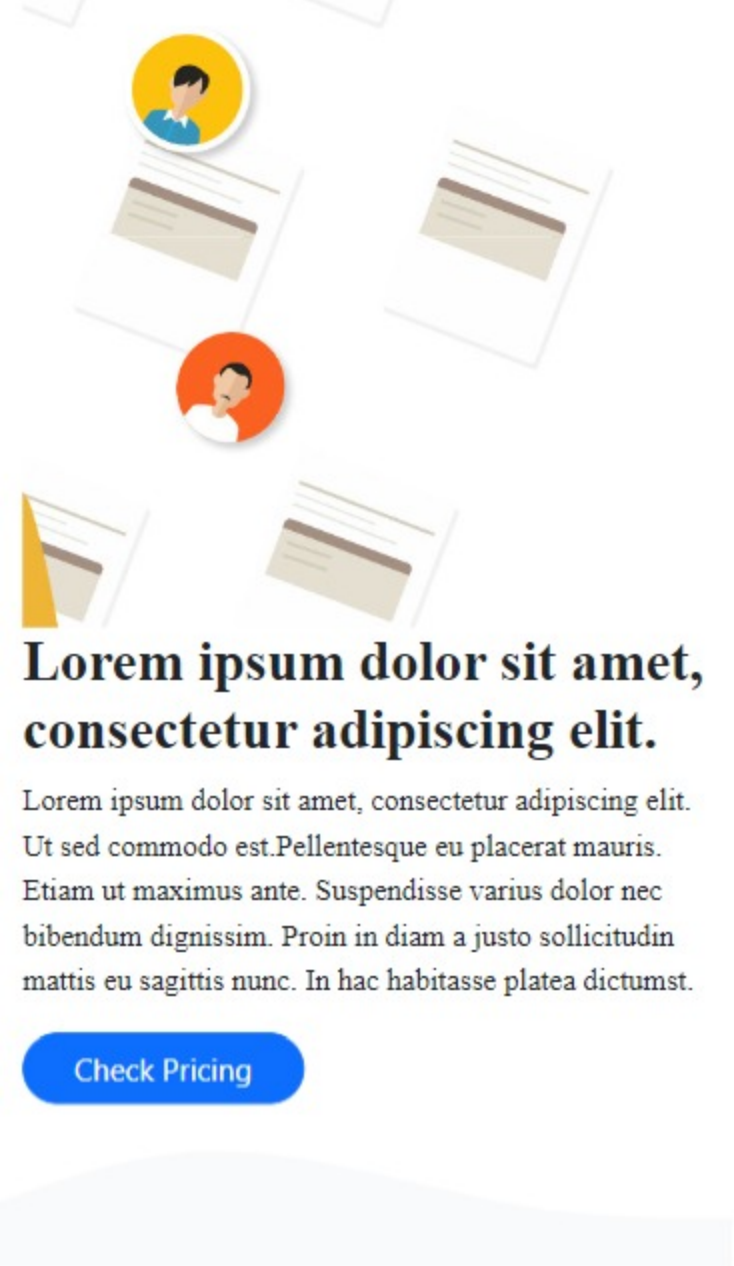 Lorem ipsum dolor sit amet,
consectetur adipiscing elit.
Lorem ipsum dolor sit amet, consectetur adipiscing elit.
Ut sed commodo est.Pellentesque eu placerat mauris.
Etiam ut maximus ante. Suspendisse varius dolor nec
bibendum dignissim. Proin in diam a justo sollicitudin
mattis eu sagittis nunc. In hac habitasse platea dictumst.
Check Pricing